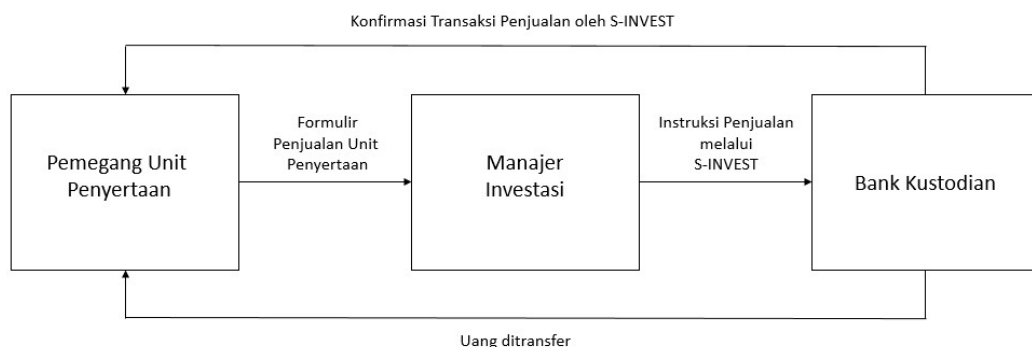 Konfirmasi Transaksi Penjualan oleh S-INVEST
Pemegang Unit
Penyertaan
Formulir
Penjualan Unit
Penyertaan
Manajer
Investasi
Instruksi Penjualan
melalui
S-INVEST
Bank Kustodian
Uang ditransfer